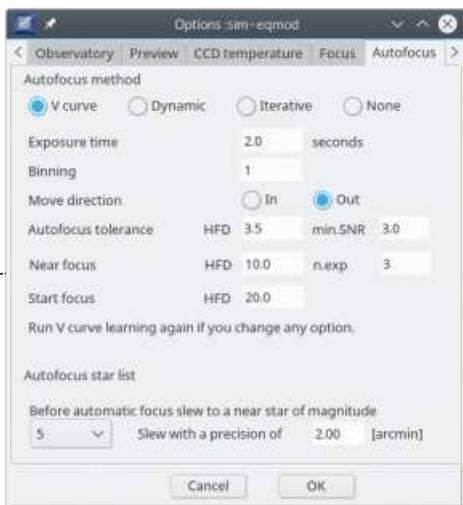 Options :sim-eqmod
Observatory Preview CCD temperature Focus Autofocus
Autofocus method
V curve Dynamic Iterative None
Exposure time 2.0 seconds
Binning 1
Move direction In Out
Autofocus tolerance HFD 3.5 min.SNR 3.0
Near focus HFD 10.0 n.exp 3
Start focus HFD 20.0
Run V curve learning again if you change any option.
Autofocus star list
Before automatic focus slew to a near star of magnitude
5 Slew with a precision of 2.00 [arcmin]
Cancel OK